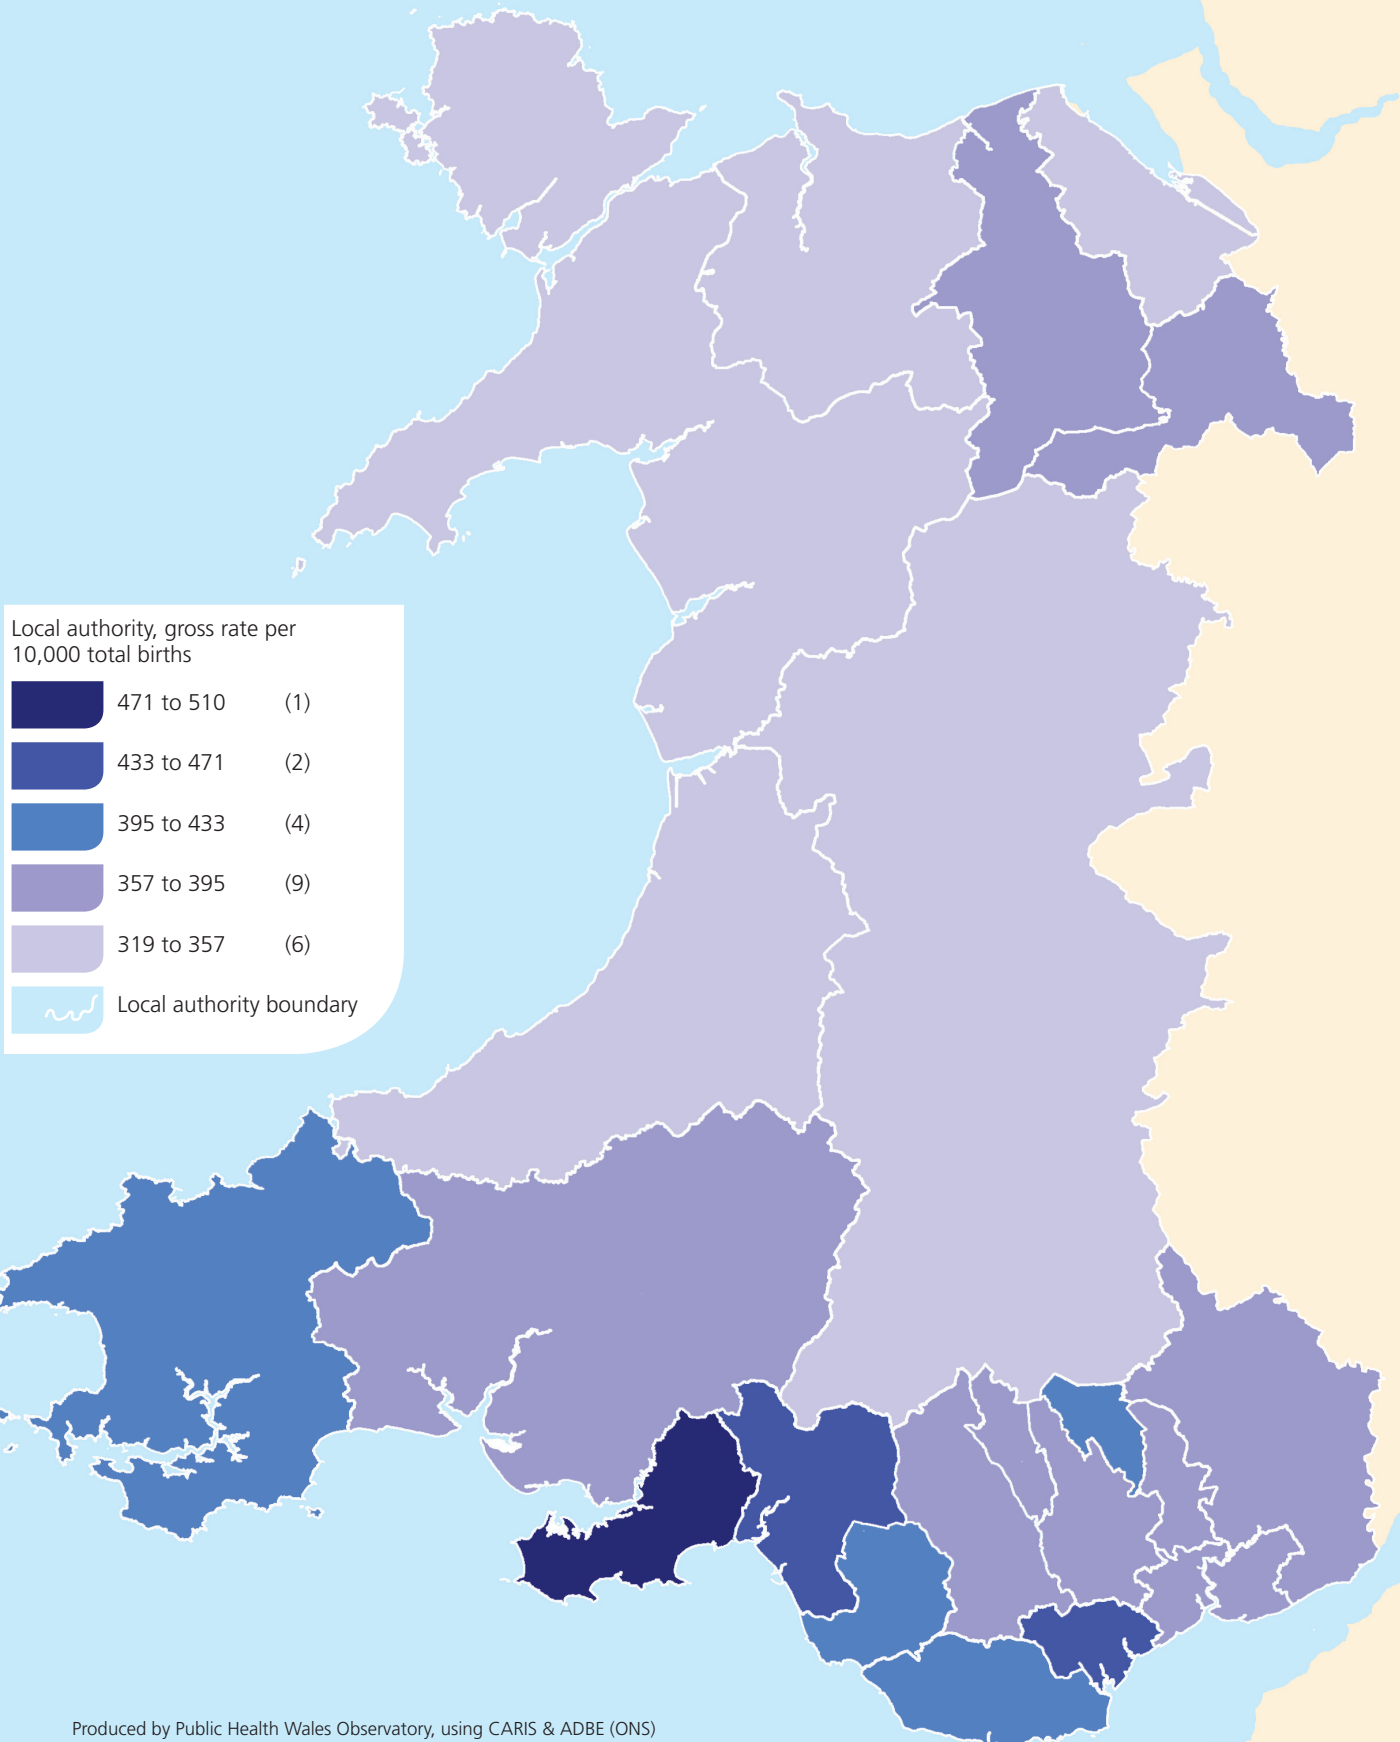 Local authority, gross rate per
10,000 total births
471 to 510 (1)
433 to 471 (2)
395 to 433 (4)
357 to 395 (9)
319 to 357 (6)
Local authority boundary
Produced by Public Health Wales Observatory, using CARIS & ADBE (ONS)